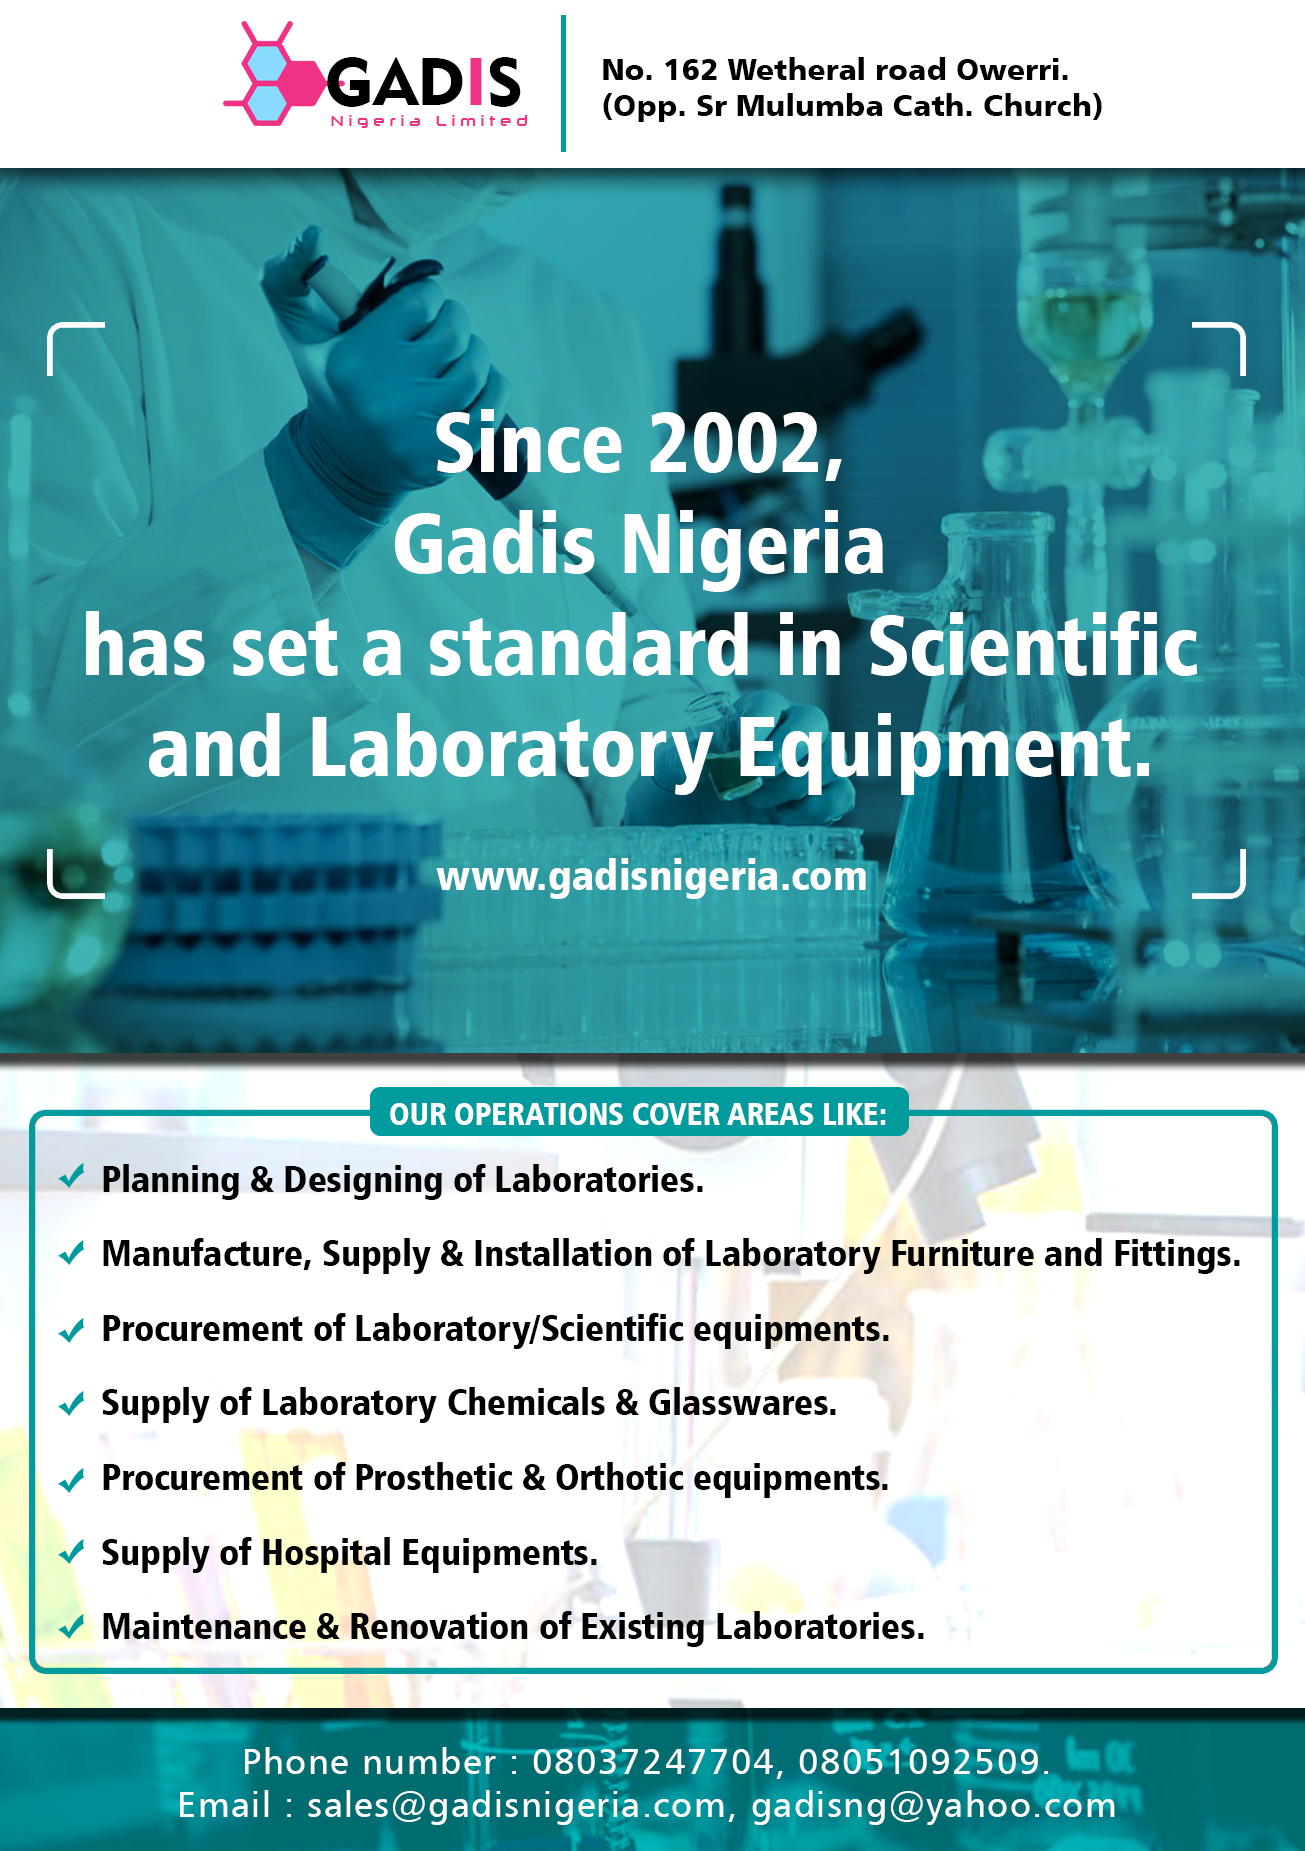 GADIS
Nigeria Limited
No. 162 Wetheral road Owerri.
(Opp. Sr Mulumba Cath. Church)
Since 2002,
Gadis Nigeria
has set a standard in Scientific
and Laboratory Equipment.
www.gadisnigeria.com
OUR OPERATIONS COVER AREAS LIKE:
Planning & Designing of Laboratories.
Manufacture, Supply & Installation of Laboratory Furniture and Fittings.
Procurement of Laboratory/Scientific equipments.
Supply of Laboratory Chemicals & Glasswares.
Procurement of Prosthetic & Orthotic equipments.
Supply of Hospital Equipments.
Maintenance & Renovation of Existing Laboratories.
Phone number : 08037247704, 08051092509.
Email : sales@gadisnigeria.com, gadisng@yahoo.com